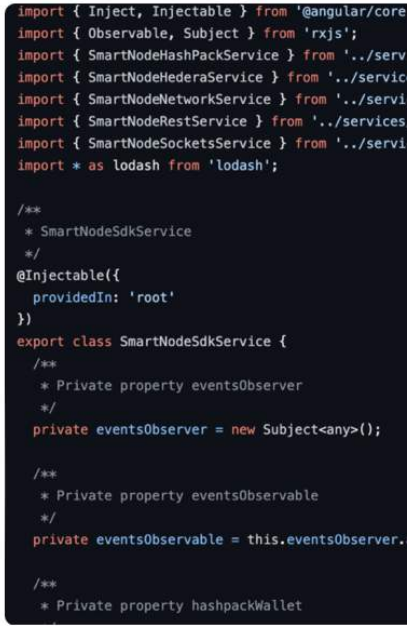 import { Inject, Injectable } from '@angular/core
import { Observable, Subject } from 'rxjs';
import { SmartNodeHashPackService } from '../serv
import { SmartNodeHederaService } from '../servic
import { SmartNodeNetworkService } from '../servi
import { SmartNodeRestService } from '../services
import { SmartNodeSocketsService } from '../servi
import * as lodash from 'lodash';
/**
 * SmartNodeSdkService
 */
@Injectable({
  providedIn: 'root'
})
export class SmartNodeSdkService {
  /**
   * Private property eventsObserver
   */
  private eventsObserver = new Subject<any>();
  /**
   * Private property eventsObservable
   */
  private eventsObservable = this.eventsObserver.
  /**
   * Private property hashpackWallet